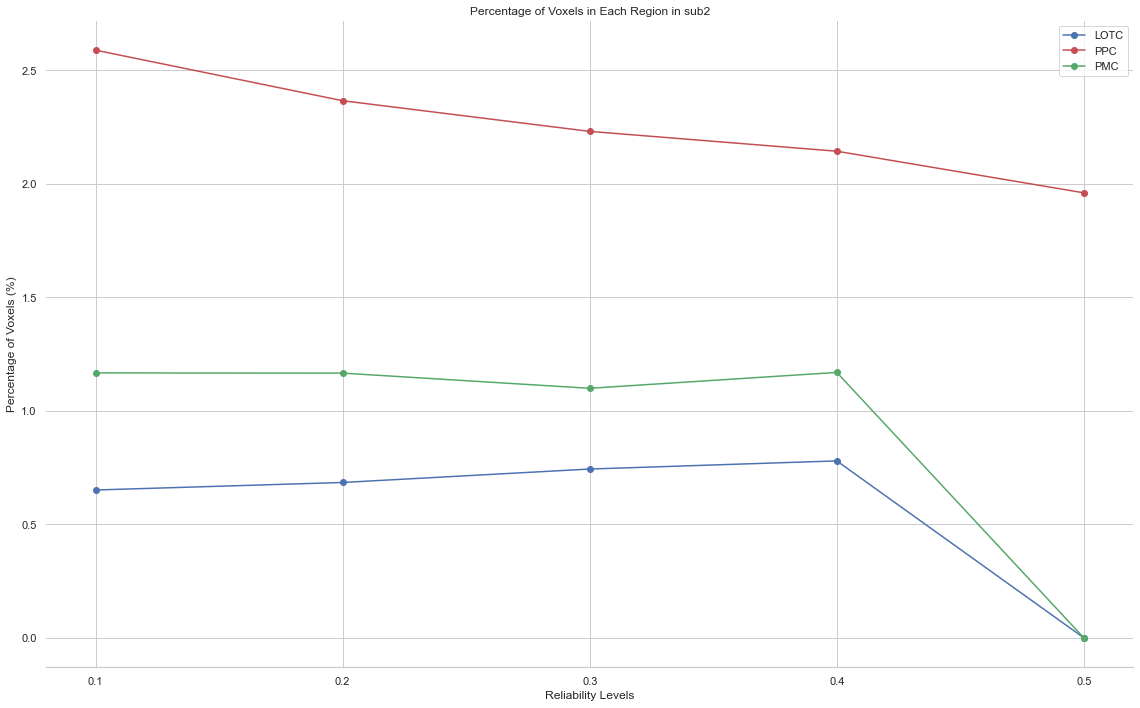 Percentage of Voxels in Each Region in sub2
LOTC
PPC
PMC
Percentage of Voxels (%)
2.5
2.0
1.5
1.0
0.5
0.0
0.1 0.2 0.3 0.4 0.5
Reliability Levels